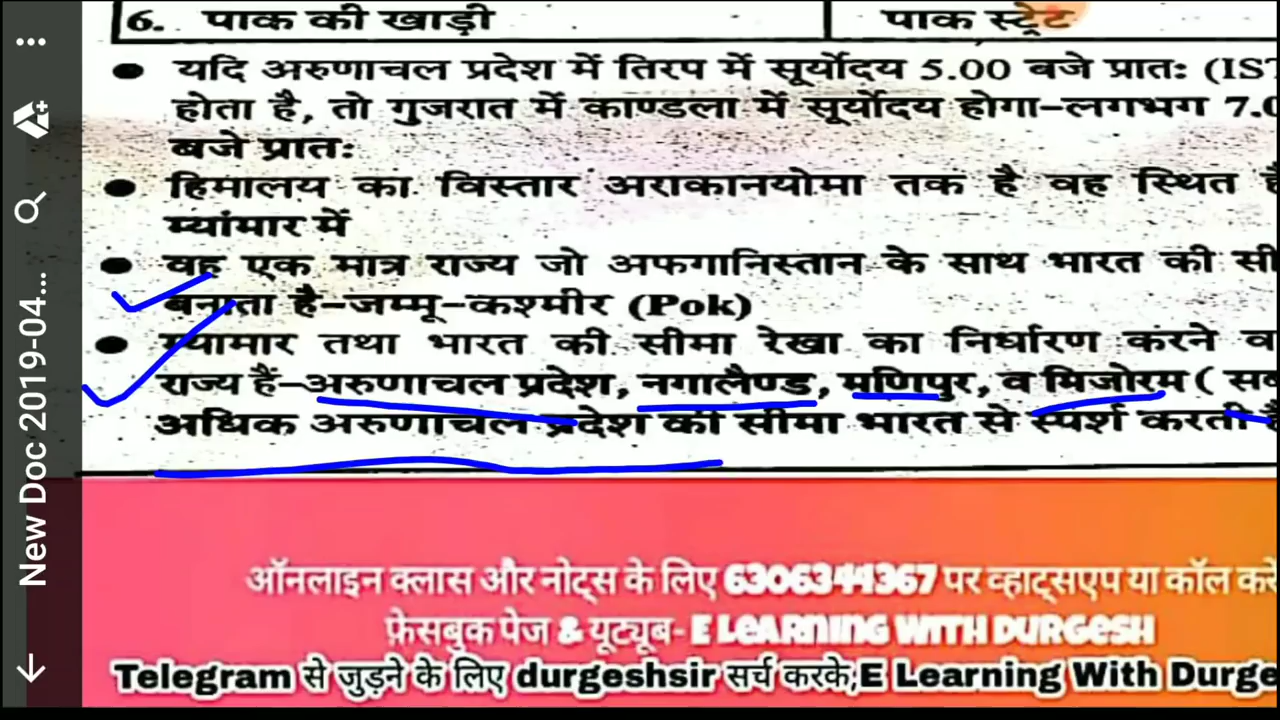 6. पाक की खाड़ी पाक स्ट्रेट
● यदि अरुणाचल प्रदेश में तिरप में सूर्योदय 5.00 बजे प्रातः (IST
होता है, तो गुजरात में काण्डला में सूर्योदय होगा–लगभग 7.0
बजे प्रातः
● हिमालय का विस्तार अराकानयोमा तक है वह स्थित है
म्यांमार में
● वह एक मात्र राज्य जो अफगानिस्तान के साथ भारत की सी
बनाता है–जम्मू–कश्मीर (Pok)
● म्यामार तथा भारत की सीमा रेखा का निर्धारण करने व
राज्य हैं–अरुणाचल प्रदेश, नगालैण्ड, मणिपुर, व मिजोरम ( सब
अधिक अरुणाचल प्रदेश की सीमा भारत से स्पर्श करती है
New Doc 2019-04...
ऑनलाइन क्लास और नोट्स के लिए 6306344367 पर व्हाट्सएप या कॉल करें
फ़ेसबुक पेज & यूट्यूब- E LEARNING WITH DURGESH
Telegram से जुड़ने के लिए durgeshsir सर्च करके,E Learning With Durge